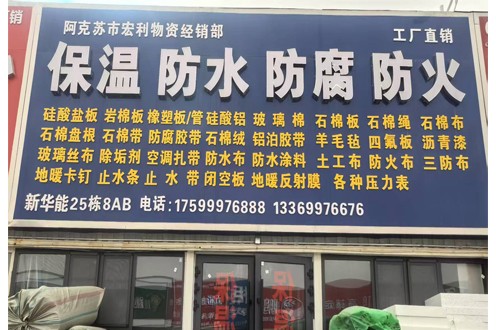 阿克苏市宏利物资经销部 工厂直销
保温 防水 防腐 防火
硅酸盐板 岩棉板 橡塑板/管 硅酸铝 玻璃棉 石棉板 石棉绳 石棉布
石棉盘根 石棉带 防腐胶带 石棉绒 铝泊胶带 羊毛毡 四氟板 沥青漆
玻璃丝布 除垢剂 空调扎带 防水布 防水涂料 土工布 防火布 三防布
地暖卡钉 止水条 止水带 闭空板 地暖反射膜 各种压力表
新华能25栋8AB 电话:17599976888 13369976676